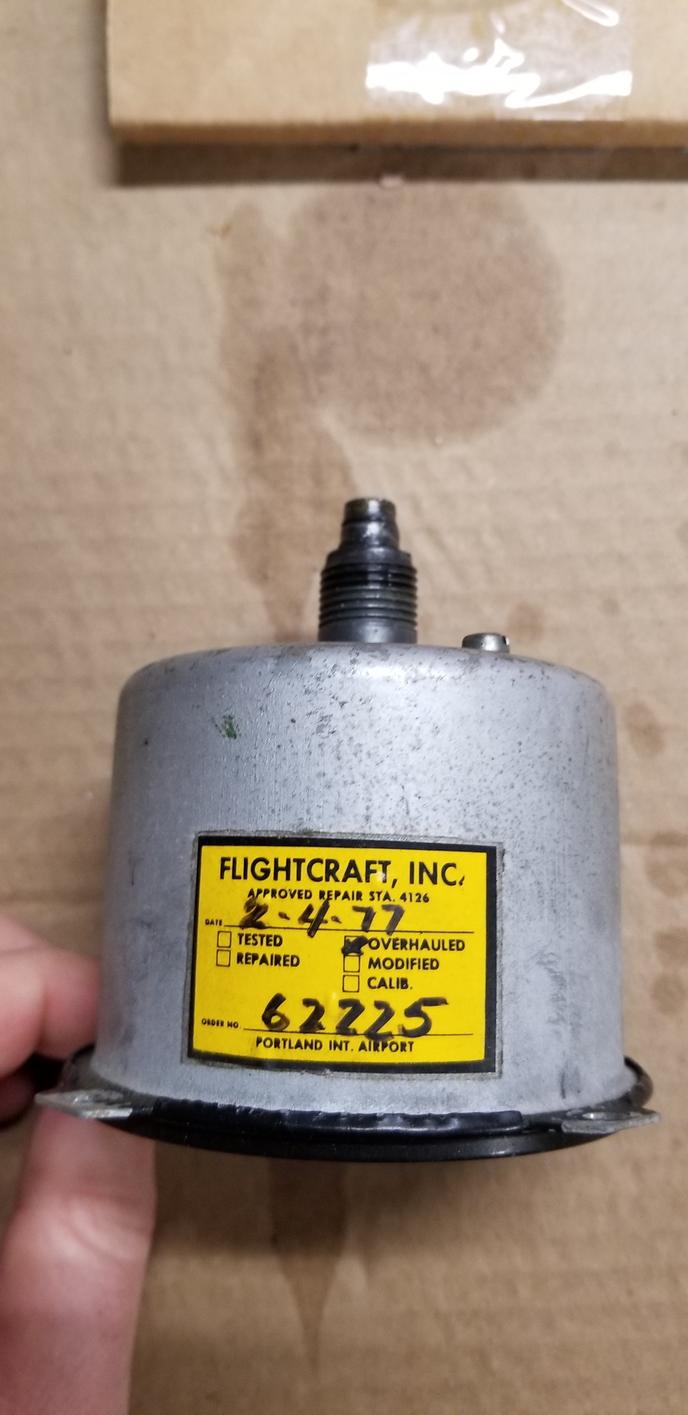 FLIGHTCRAFT, INC.
APPROVED REPAIR STA. 4126
DATE 2-4-77
TESTED OVERHAULED
REPAIRED MODIFIED
CALIB.
ORDER NO. 62225
PORTLAND INT. AIRPORT